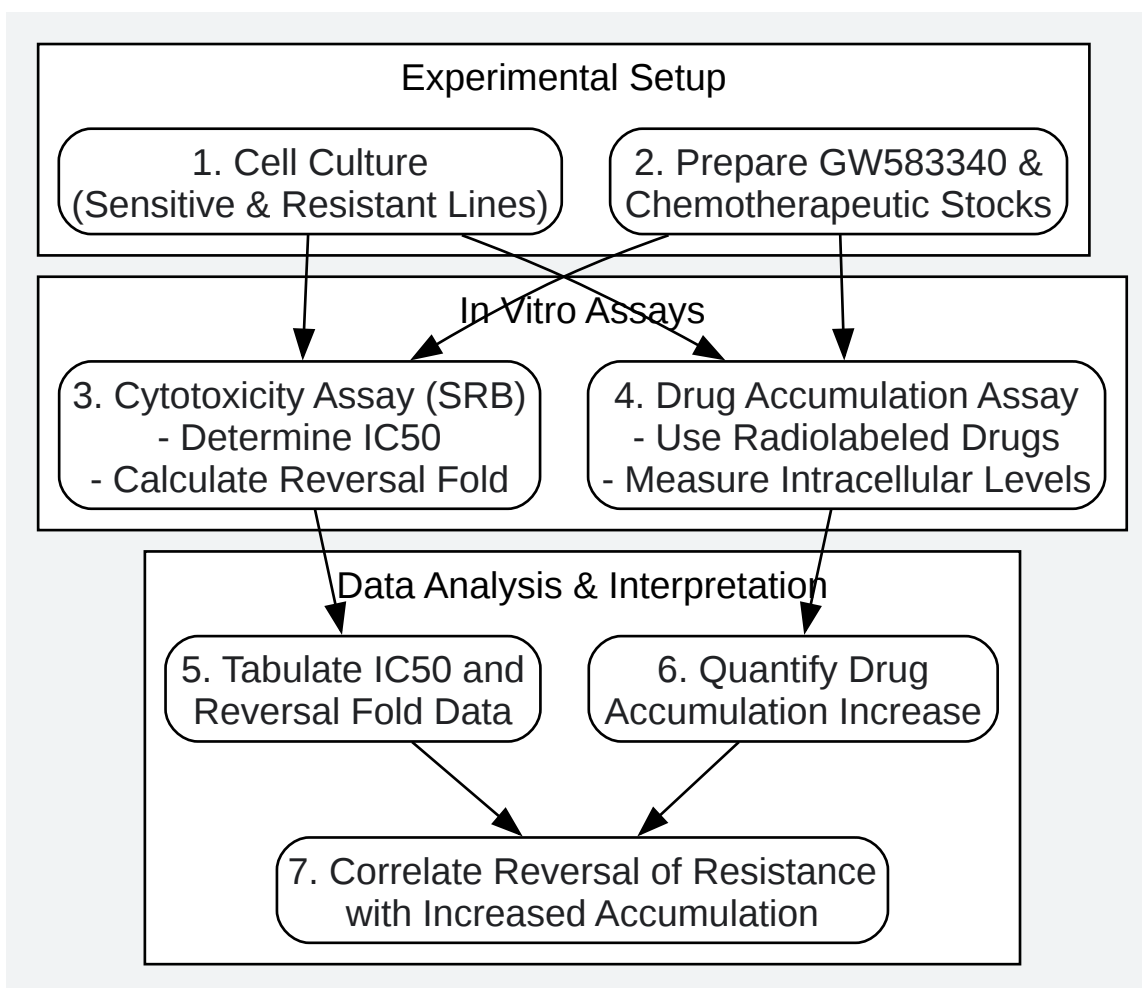 Experimental Setup
1. Cell Culture
(Sensitive & Resistant Lines)
2. Prepare GW583340 &
Chemotherapeutic Stocks
In Vitro Assays
3. Cytotoxicity Assay (SRB)
- Determine IC50
- Calculate Reversal Fold
4. Drug Accumulation Assay
- Use Radiolabeled Drugs
- Measure Intracellular Levels
Data Analysis & Interpretation
5. Tabulate IC50 and
Reversal Fold Data
6. Quantify Drug
Accumulation Increase
7. Correlate Reversal of Resistance
with Increased Accumulation